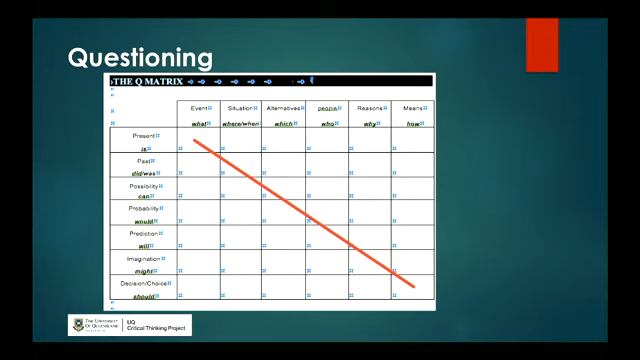 Questioning
THE Q MATRIX
Event Situation Alternatives people Reasons Means
what where/when which who why how
Present
is
Past
did/was
Possibility
can
Probability
would
Prediction
will
Imagination
might
Decision/Choice
should
THE UNIVERSITY
OF QUEENSLAND
AUSTRALIA
UQ
Critical Thinking Project